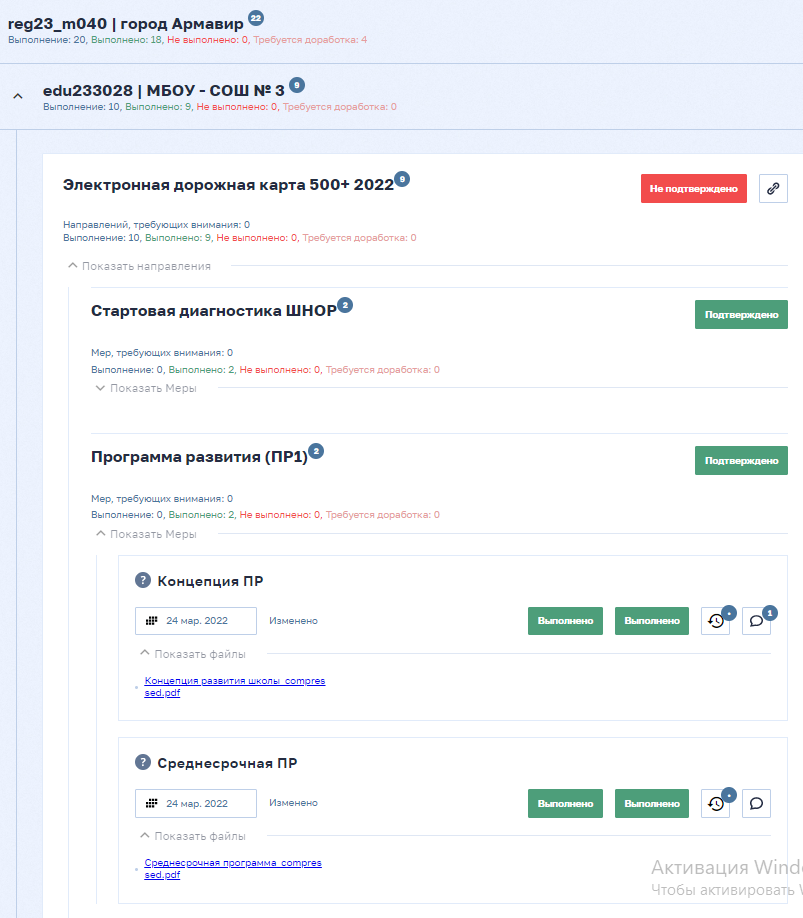 reg23_m040 | город Армавир 22
Выполнение: 20, Выполнено: 18, Не выполнено: 0, Требуется доработка: 4
edu233028 | МБОУ - СОШ № 3 9
Выполнение: 10, Выполнено: 9, Не выполнено: 0, Требуется доработка: 0
Электронная дорожная карта 500+ 2022 9
Не подтверждено
Направлений, требующих внимания: 0
Выполнение: 10, Выполнено: 9, Не выполнено: 0, Требуется доработка: 0
Показать направления
Стартовая диагностика ШНОР 2
Подтверждено
Мер, требующих внимания: 0
Выполнение: 0, Выполнено: 2, Не выполнено: 0, Требуется доработка: 0
Показать Меры
Программа развития (ПР1) 2
Подтверждено
Мер, требующих внимания: 0
Выполнение: 0, Выполнено: 2, Не выполнено: 0, Требуется доработка: 0
Показать Меры
? Концепция ПР
24 мар. 2022 Изменено Выполнено Выполнено 1
Показать файлы
Концепция развития школы_compres
sed.pdf
? Среднесрочная ПР
24 мар. 2022 Изменено Выполнено Выполнено
Показать файлы
Среднесрочная программа_compres
sed.pdf
Активация Windo
Чтобы активировать W